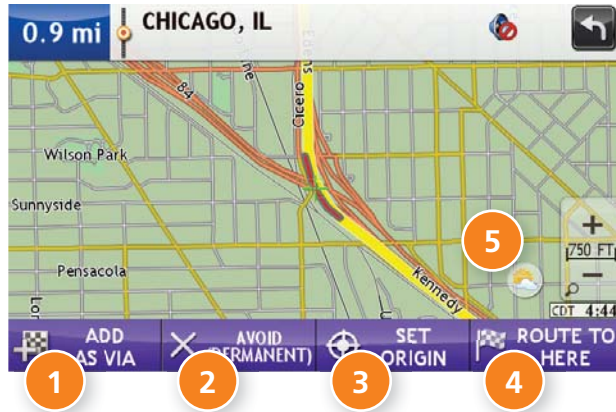 0.9 mi
CHICAGO, IL
84
Cicero
Wilson Park
Sunnyside
Pensacola
Kennedy
5
+
750 FT
−
CDT 4:44
ADD
AS VIA
AVOID
(PERMANENT)
SET
ORIGIN
ROUTE TO
HERE
1
2
3
4